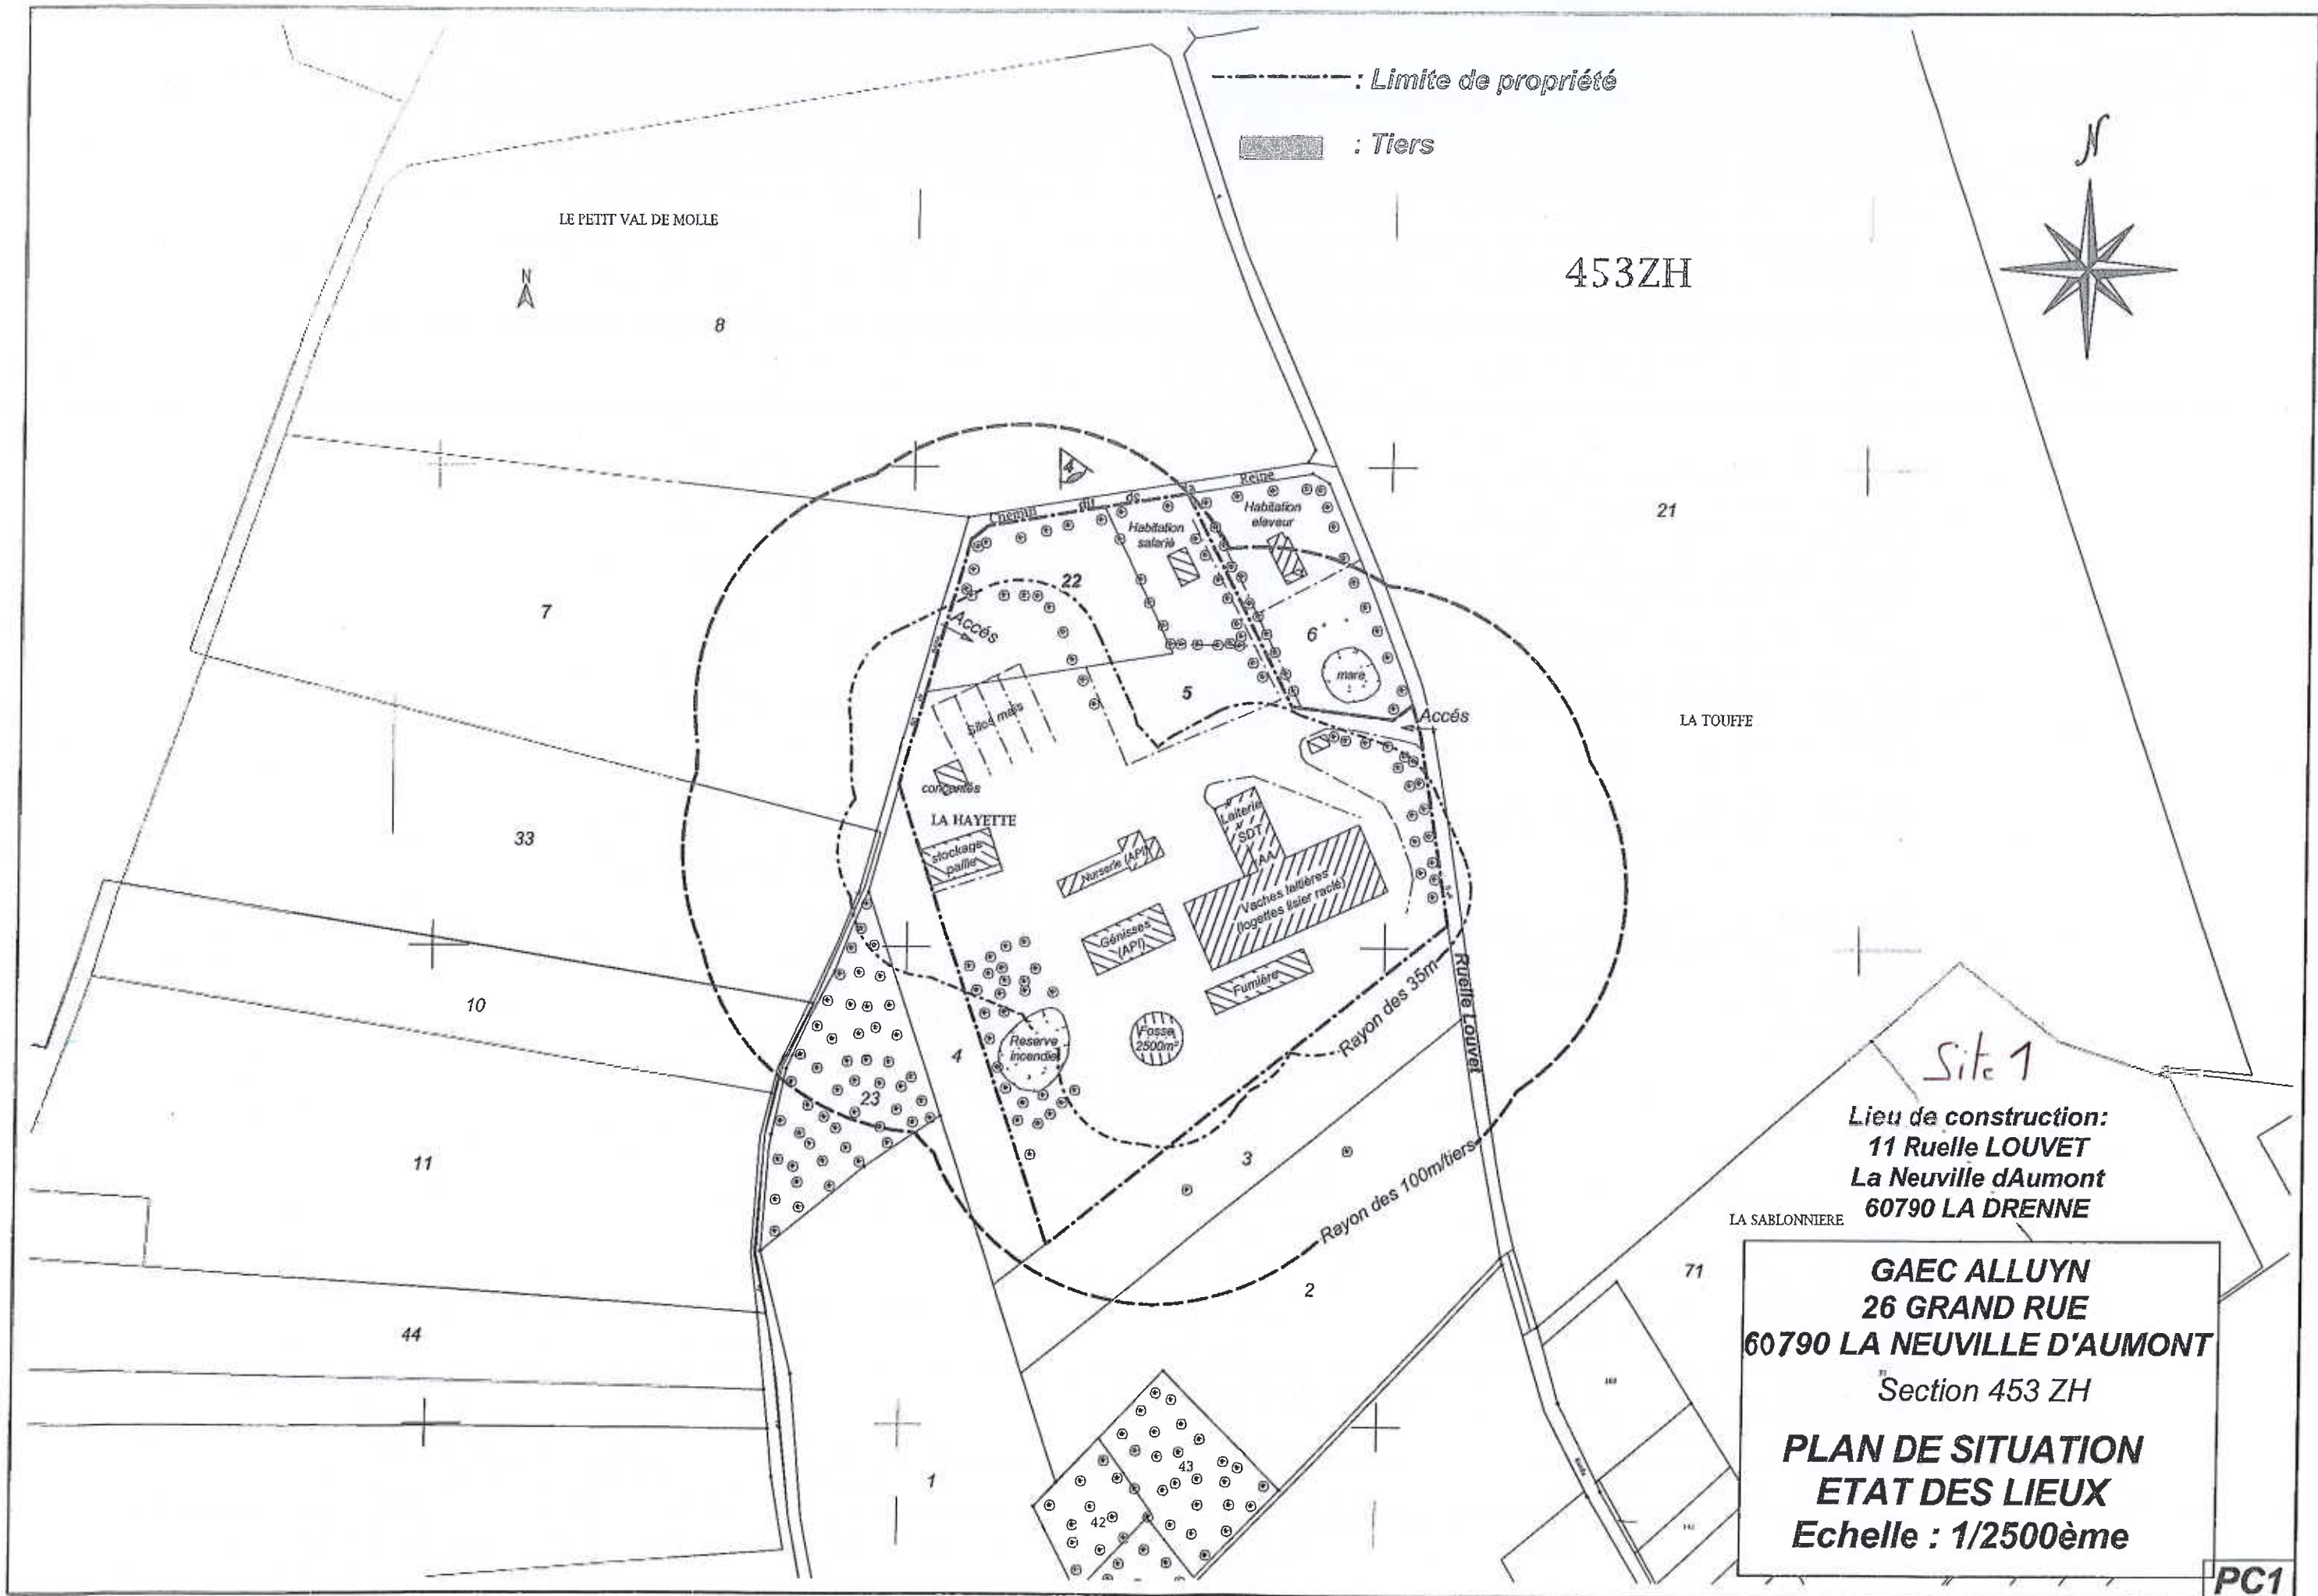 : Limite de propriété
: Tiers
N
LE PETIT VAL DE MOLLE
N
453ZH
8
4
Chemin dit de la Reine
Habitation
salarié
Habitation
eleveur
21
22
7
Accés
6
mare
5
Accés
LA TOUFFE
Silos maïs
concentés
LA HAYETTE
33
stockage
paille
Nurserie (API)
Laiterie
SDT
AA
Vaches laitières
(logettes lisier raclé)
Génisses
(API)
Fumière
10
Rayon des 35m
Ruelle Louvet
4
Reserve
incendie
Fosse
2500m³
23
11
3
Rayon des 100m/tiers
Site 1
Lieu de construction:
11 Ruelle LOUVET
La Neuville dAumont
60790 LA DRENNE
LA SABLONNIERE
71
2
44
GAEC ALLUYN
26 GRAND RUE
60790 LA NEUVILLE D'AUMONT
Section 453 ZH
PLAN DE SITUATION
ETAT DES LIEUX
Echelle : 1/2500ème
1
43
42
PC1